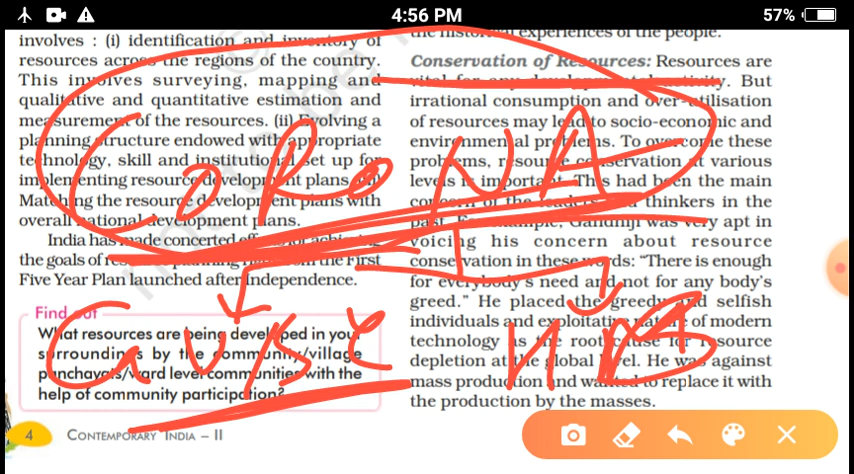 4:56 PM
57%
involves : (i) identification and inventory of
resources across the regions of the country.
This involves surveying, mapping and
qualitative and quantitative estimation and
measurement of the resources. (ii) Evolving a
planning structure endowed with appropriate
technology, skill and institutional set up for
implementing resource development plans.
Matching the resource development plans with
overall national development plans.
India has made concerted efforts for achieving
the goals of resource planning right from the First
Five Year Plan launched after Independence.
Find out
What resources are being developed in your
surroundings by the community/village
panchayats/ward level communities with the
help of community participation?
4 CONTEMPORARY INDIA – II
the historical experiences of the people.
Conservation of Resources: Resources are
vital for any developmental activity. But
irrational consumption and over-utilisation
of resources may lead to socio-economic and
environmental problems. To overcome these
problems, resource conservation at various
levels is important. This had been the main
concern of the leaders and thinkers in the
past. For example, Gandhiji was very apt in
voicing his concern about resource
conservation in these words: “There is enough
for everybody’s need and not for any body’s
greed.” He placed the greedy and selfish
individuals and exploitative nature of modern
technology as the root cause for resource
depletion at the global level. He was against
mass production and wanted to replace it with
the production by the masses.